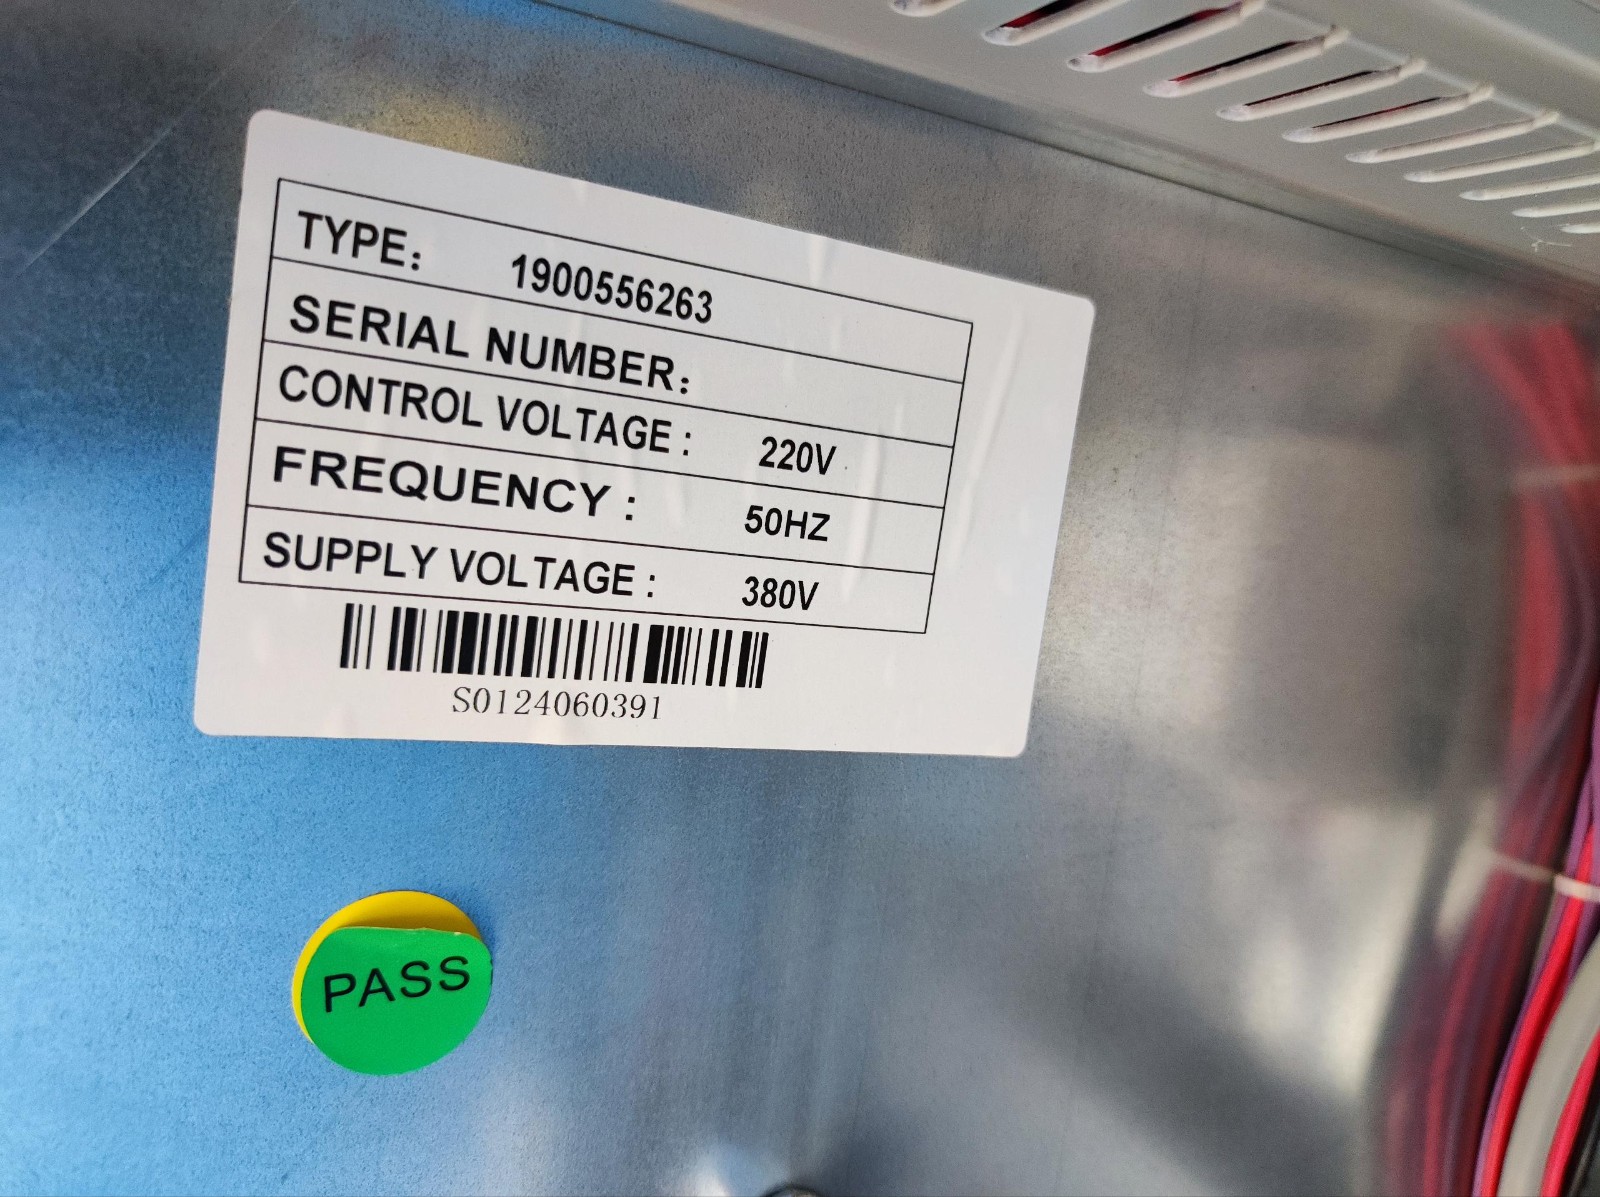 TYPE: 1900556263
SERIAL NUMBER:
CONTROL VOLTAGE: 220V
FREQUENCY: 50HZ
SUPPLY VOLTAGE: 380V
S0124060391
PASS